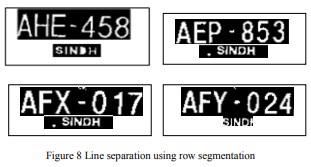 AHE-458
SINDH
AEP-853
. SINDH
AFX-017
. SINDH
AFY-024
SINDH
Figure 8 Line separation using row segmentation